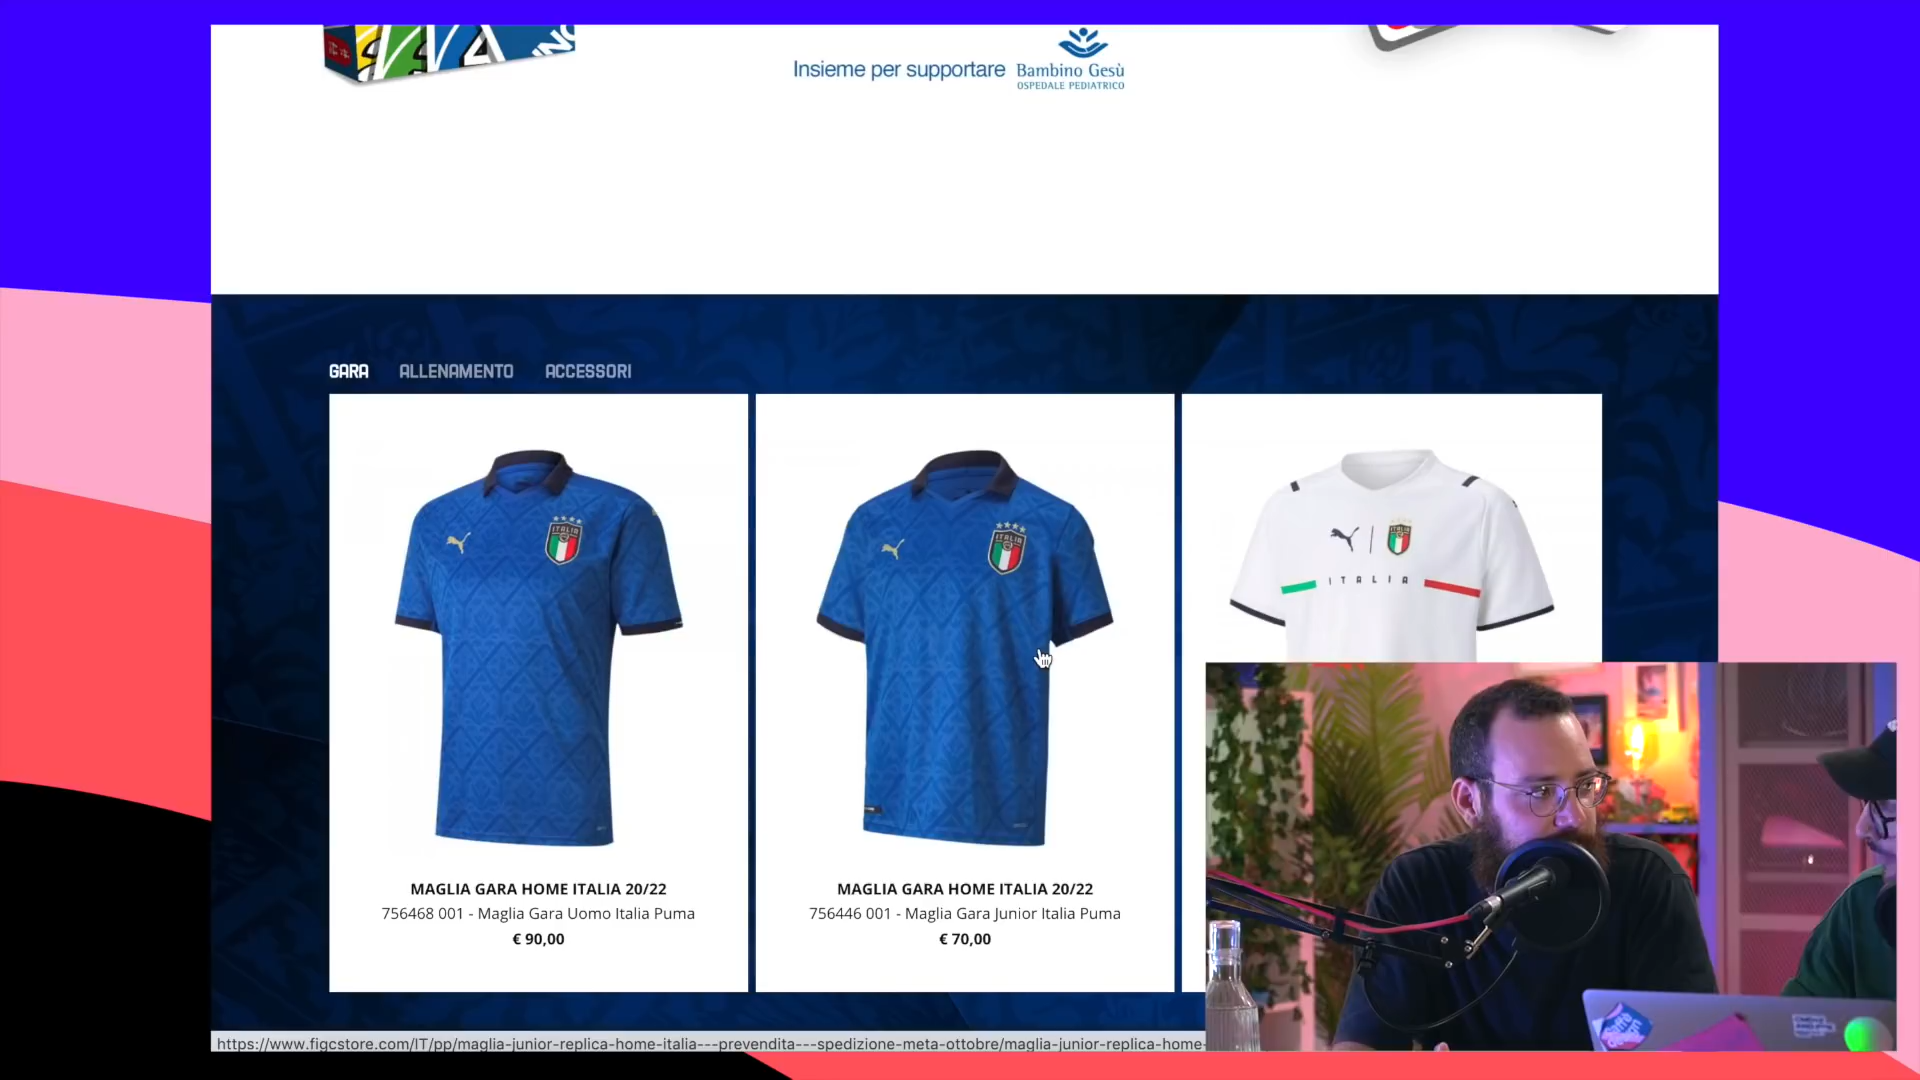 Insieme per supportare
Bambino Gesù
OSPEDALE PEDIATRICO
GARA ALLENAMENTO ACCESSORI
ITALIA
ITALIA
ITALIA
ITALIA
MAGLIA GARA HOME ITALIA 20/22
756468 001 - Maglia Gara Uomo Italia Puma
€ 90,00
MAGLIA GARA HOME ITALIA 20/22
756446 001 - Maglia Gara Junior Italia Puma
€ 70,00
https://www.figcstore.com/IT/pp/maglia-junior-replica-home-italia---prevendita---spedizione-meta-ottobre/maglia-junior-replica-home-